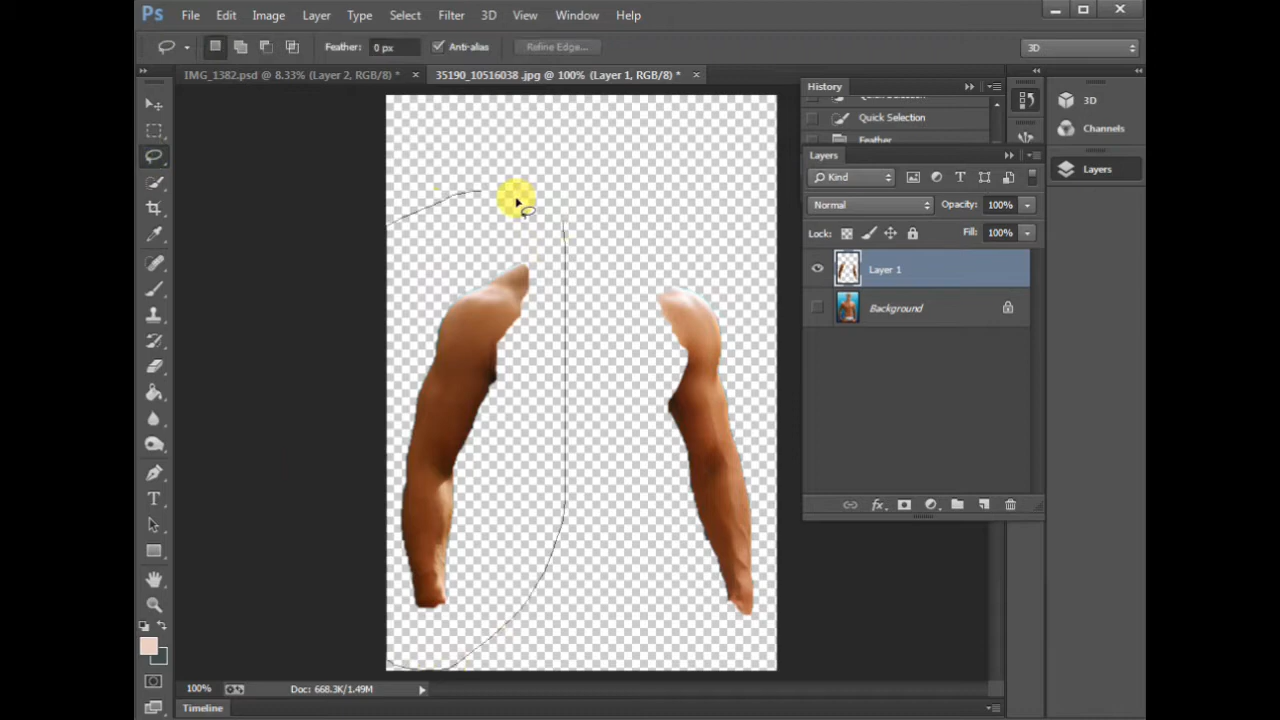 Ps File Edit Image Layer Type Select Filter 3D View Window Help
Feather: 0 px Anti-alias Refine Edge... 3D
IMG_1382.psd @ 8.33% (Layer 2, RGB/8) * × 35190_10516038 .jpg @ 100% (Layer 1, RGB/8) * ×
History
Quick Selection
Feather
Layers
Kind
Normal Opacity: 100%
Lock: Fill: 100%
Layer 1
Background
3D
Channels
Layers
100% Doc: 668.3K/1.49M
Timeline